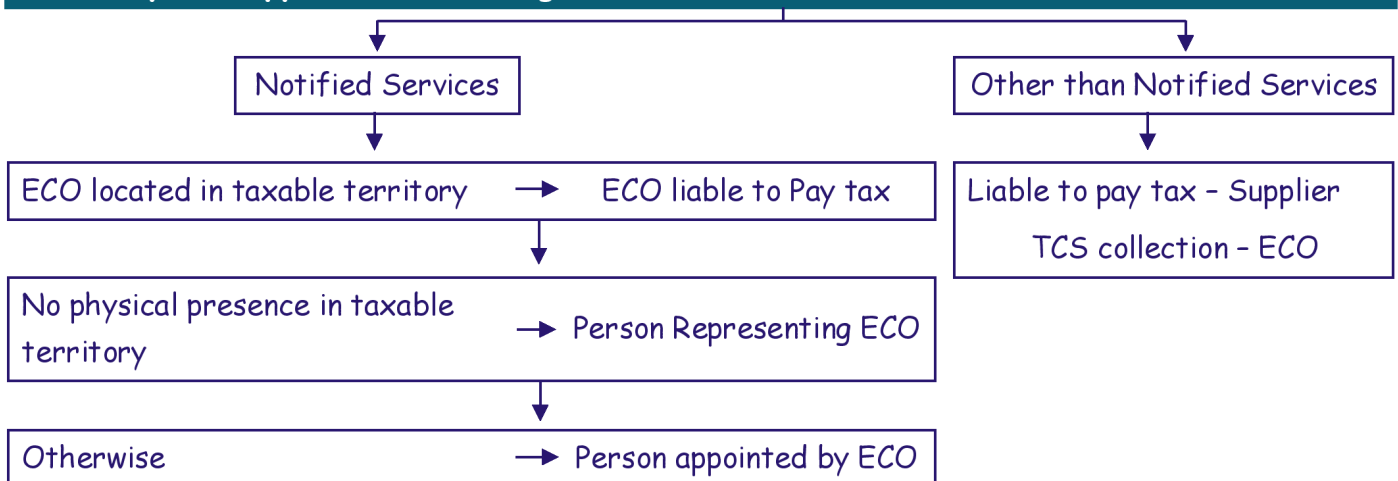 Notified Services
Other than Notified Services
ECO located in taxable territory → ECO liable to Pay tax
Liable to pay tax – Supplier
TCS collection – ECO
No physical presence in taxable
territory
→ Person Representing ECO
Otherwise → Person appointed by ECO